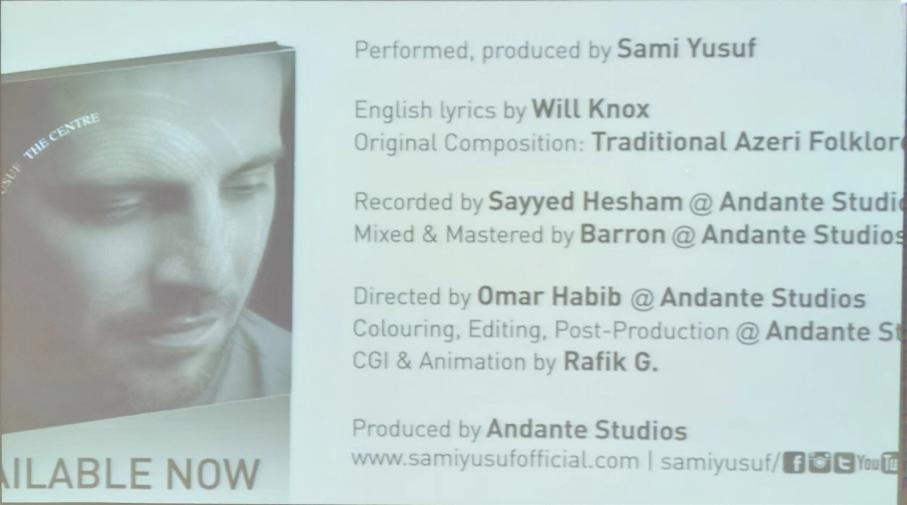 THE CENTRE
AILABLE NOW
Performed, produced by Sami Yusuf
English lyrics by Will Knox
Original Composition: Traditional Azeri Folklor
Recorded by Sayyed Hesham @ Andante Studi
Mixed & Mastered by Barron @ Andante Studios
Directed by Omar Habib @ Andante Studios
Colouring, Editing, Post-Production @ Andante St
CGI & Animation by Rafik G.
Produced by Andante Studios
www.samiyusufofficial.com | samiyusuf/